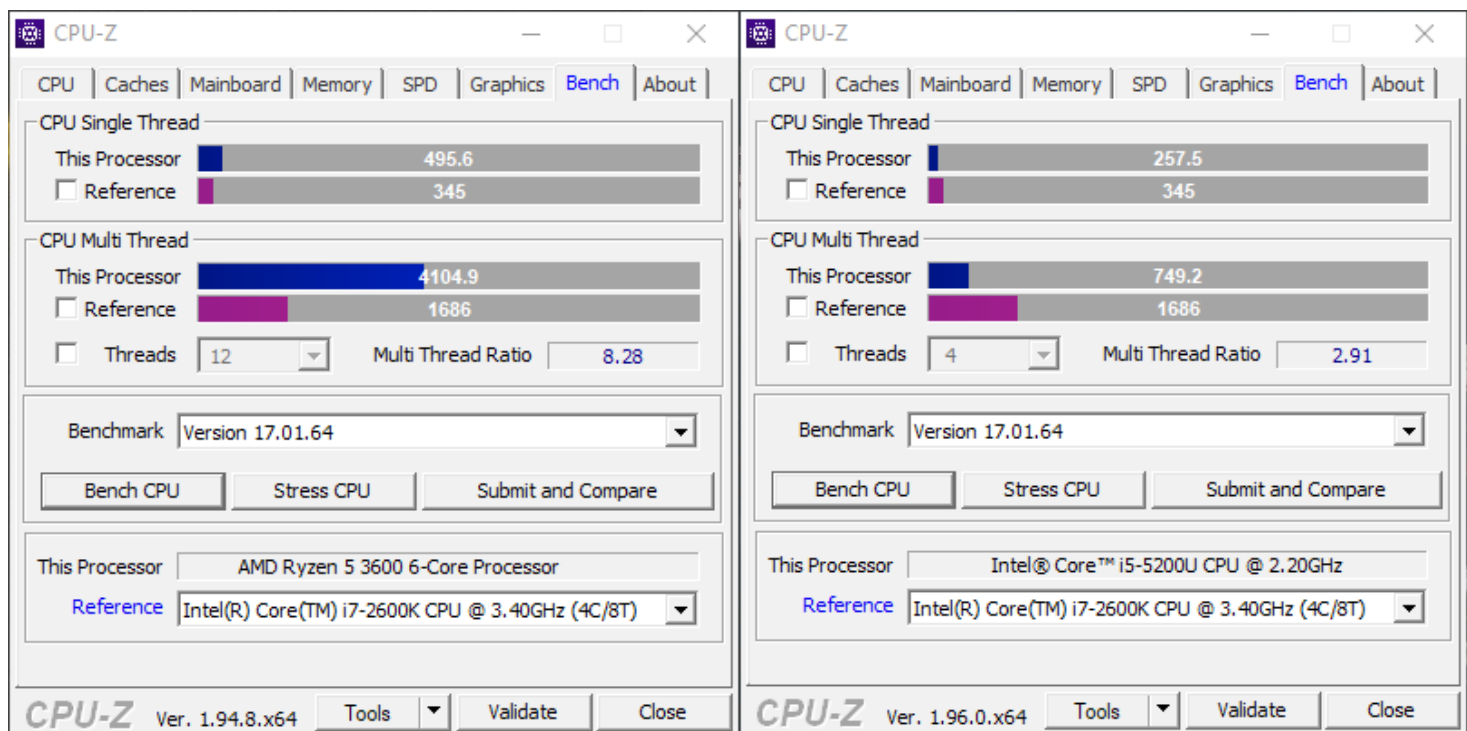 CPU-Z
CPU Caches Mainboard Memory SPD Graphics Bench About
CPU Single Thread
This Processor 495.6
Reference 345
CPU Multi Thread
This Processor 4104.9
Reference 1686
Threads 12 Multi Thread Ratio 8.28
Benchmark Version 17.01.64
Bench CPU Stress CPU Submit and Compare
This Processor AMD Ryzen 5 3600 6-Core Processor
Reference Intel(R) Core(TM) i7-2600K CPU @ 3.40GHz (4C/8T)
CPU-Z Ver. 1.94.8.x64 Tools Validate Close
CPU-Z
CPU Caches Mainboard Memory SPD Graphics Bench About
CPU Single Thread
This Processor 257.5
Reference 345
CPU Multi Thread
This Processor 749.2
Reference 1686
Threads 4 Multi Thread Ratio 2.91
Benchmark Version 17.01.64
Bench CPU Stress CPU Submit and Compare
This Processor Intel® Core™ i5-5200U CPU @ 2.20GHz
Reference Intel(R) Core(TM) i7-2600K CPU @ 3.40GHz (4C/8T)
CPU-Z Ver. 1.96.0.x64 Tools Validate Close